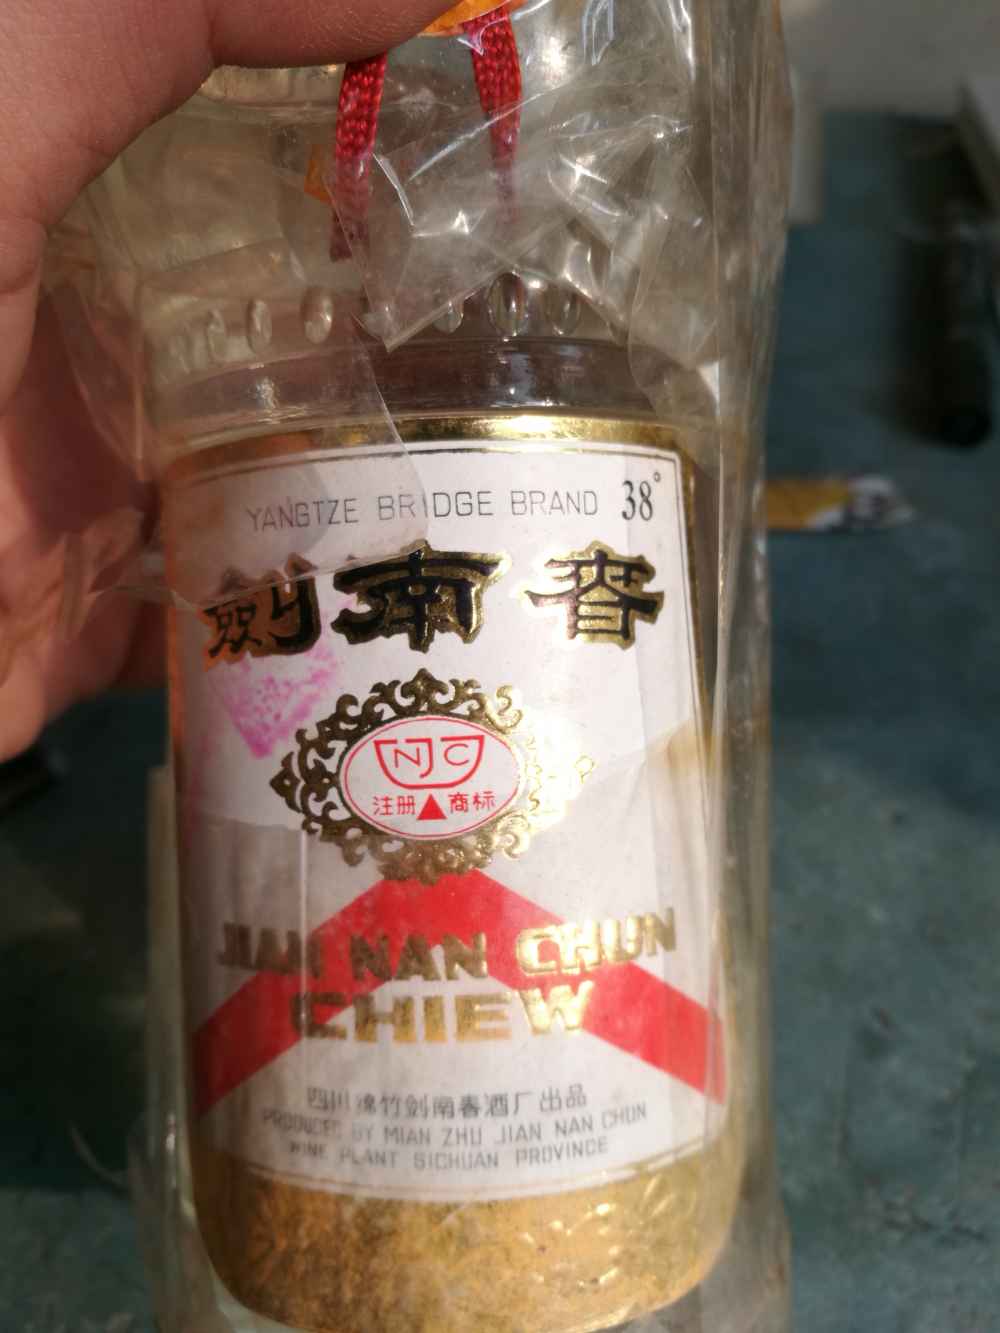 YANGTZE BRIDGE BRAND 38°
劍南春
NJC
注册▲商标
JIAN NAN CHUN
CHIEW
四川绵竹剑南春酒厂出品
PRODUCED BY MIAN ZHU JIAN NAN CHUN
WINE PLANT SICHUAN PROVINCE